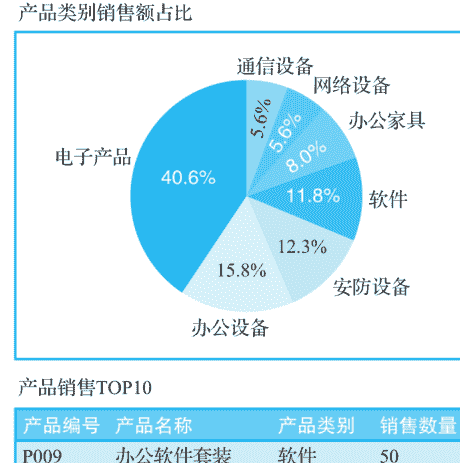 产品类别销售额占比
通信设备
网络设备
办公家具
电子产品
5.6%
5.6%
8.0%
40.6%
11.8%
软件
12.3%
15.8%
安防设备
办公设备
产品销售TOP10
产品编号 产品名称 产品类别 销售数量
P009 办公软件套装 软件 50